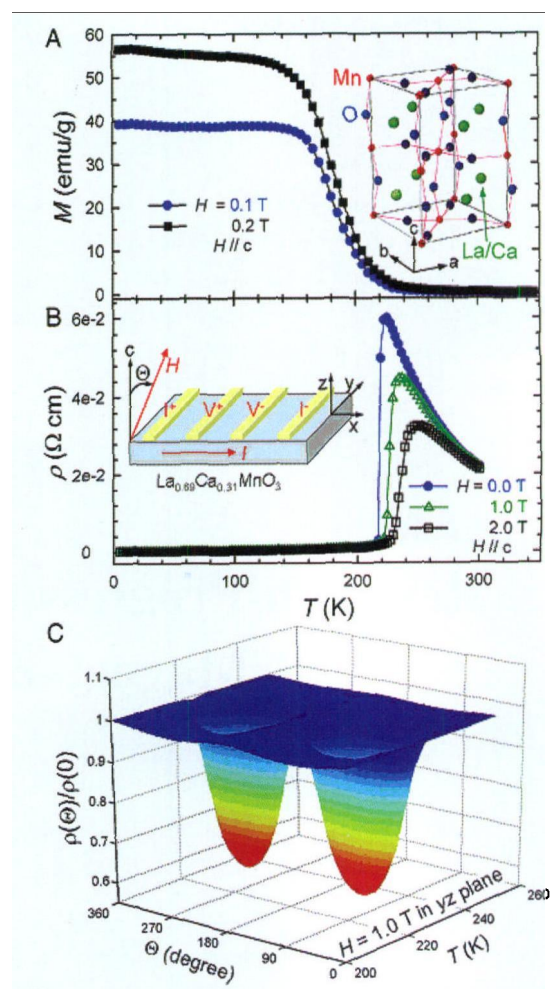 A
60
50
40
30
20
10
0
M (emu/g)
H = 0.1 T
0.2 T
H // c
Mn
O
La/Ca
c
b
a
B
6e-2
4e-2
2e-2
0
ρ (Ω cm)
c
Θ
H
I⁺
V⁺
V⁻
I⁻
I
z
y
x
La₀.₆₉Ca₀.₃₁MnO₃
H = 0.0 T
1.0 T
2.0 T
H // c
0
100
200
300
T (K)
C
1.1
1
0.9
0.8
0.7
0.6
ρ(Θ)/ρ(0)
360
270
180
90
0
Θ (degree)
200
220
240
260
T (K)
H = 1.0 T in yz plane